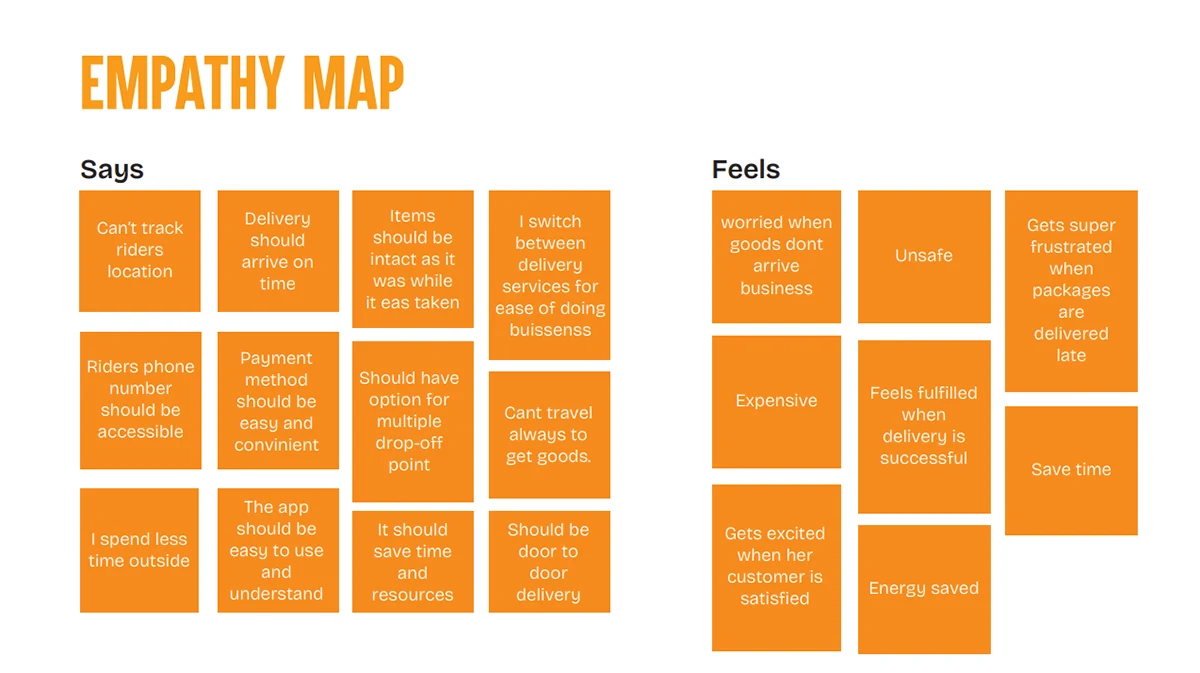 EMPATHY MAP
Says
Can't track
riders
location
Delivery
should
arrive on
time
Items
should be
intact as it
was while
it eas taken
I switch
between
delivery
services for
ease of doing
buissenss
Riders phone
number
should be
accessible
Payment
method
should be
easy and
convinient
Should have
option for
multiple
drop-off
point
Cant travel
always to
get goods.
I spend less
time outside
The app
should be
easy to use
and
understand
It should
save time
and
resources
Should be
door to
door
delivery
Feels
worried when
goods dont
arrive
business
Unsafe
Gets super
frustrated
when
packages
are
delivered
late
Expensive
Feels fulfilled
when
delivery is
successful
Save time
Gets excited
when her
customer is
satisfied
Energy saved